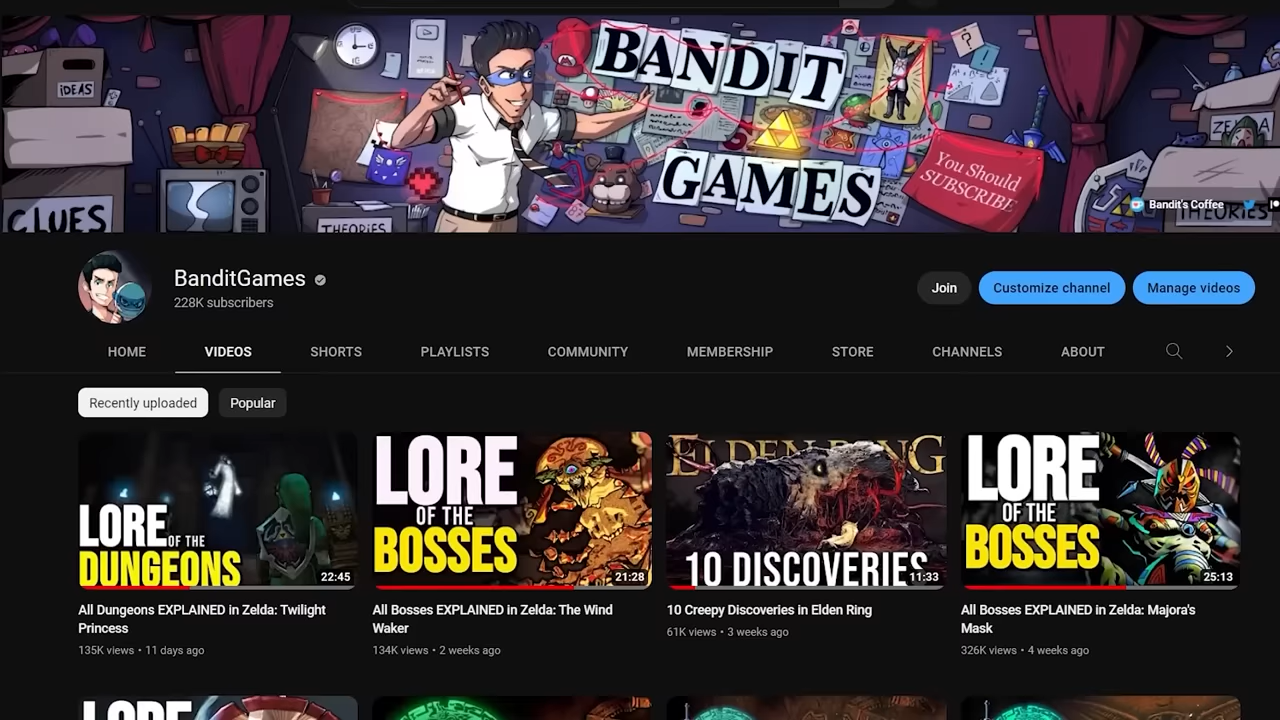 BANDIT
GAMES
IDEAS
CLUES
THEORIES
You Should
SUBSCRIBE
THEORIES
Bandit's Coffee
BanditGames
228K subscribers
Join
Customize channel
Manage videos
HOME
VIDEOS
SHORTS
PLAYLISTS
COMMUNITY
MEMBERSHIP
STORE
CHANNELS
ABOUT
Recently uploaded
Popular
LORE OF THE
DUNGEONS
22:45
LORE
OF THE
BOSSES
21:28
ELDEN RING
10 DISCOVERIES
11:33
LORE
OF THE
BOSSES
25:13
All Dungeons EXPLAINED in Zelda: Twilight
Princess
135K views • 11 days ago
All Bosses EXPLAINED in Zelda: The Wind
Waker
134K views • 2 weeks ago
10 Creepy Discoveries in Elden Ring
61K views • 3 weeks ago
All Bosses EXPLAINED in Zelda: Majora's
Mask
326K views • 4 weeks ago
LORE